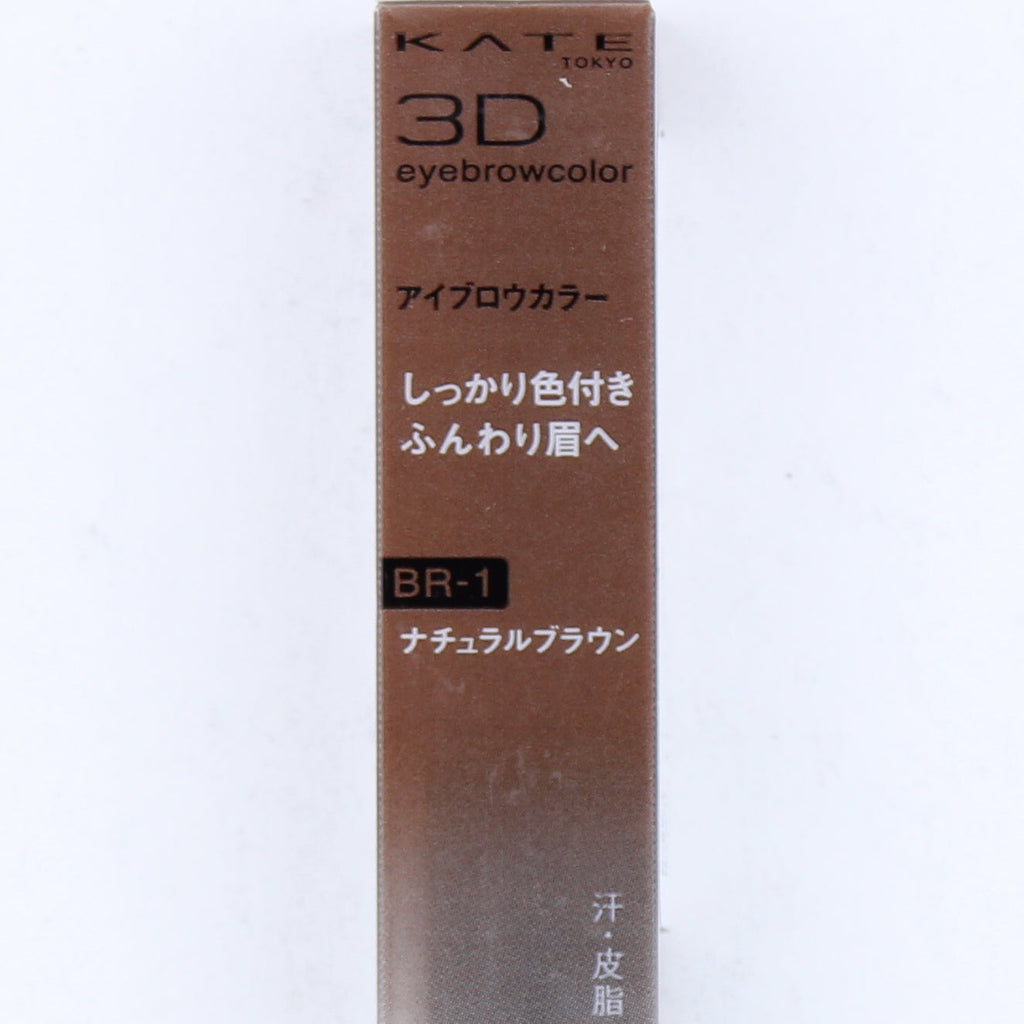 KATE
TOKYO
3D
eyebrowcolor
アイブロウカラー
しっかり色付き
ふんわり眉へ
BR-1
ナチュラルブラウン
汗・皮脂